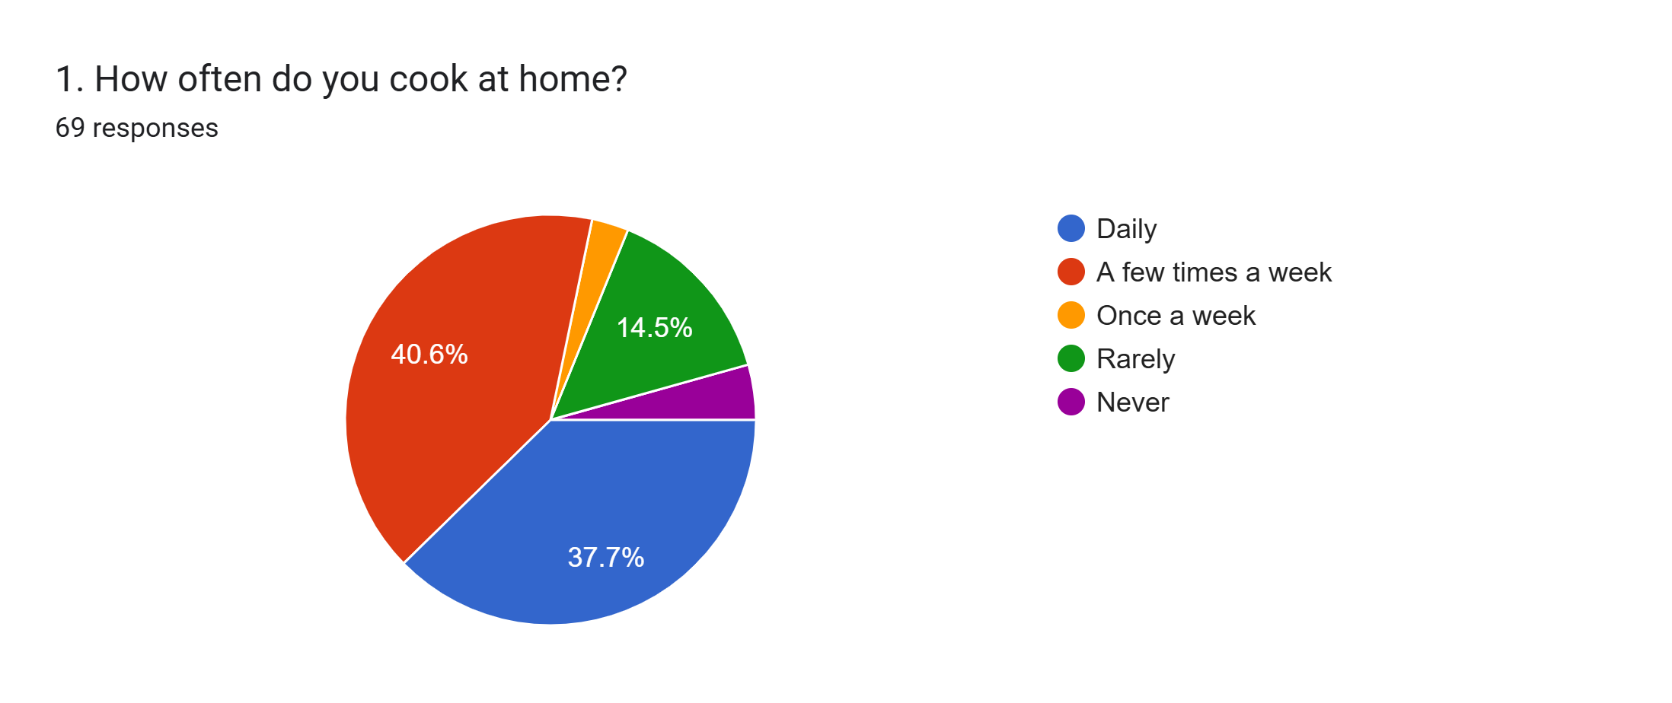 1. How often do you cook at home?
69 responses
40.6%
14.5%
37.7%
Daily
A few times a week
Once a week
Rarely
Never